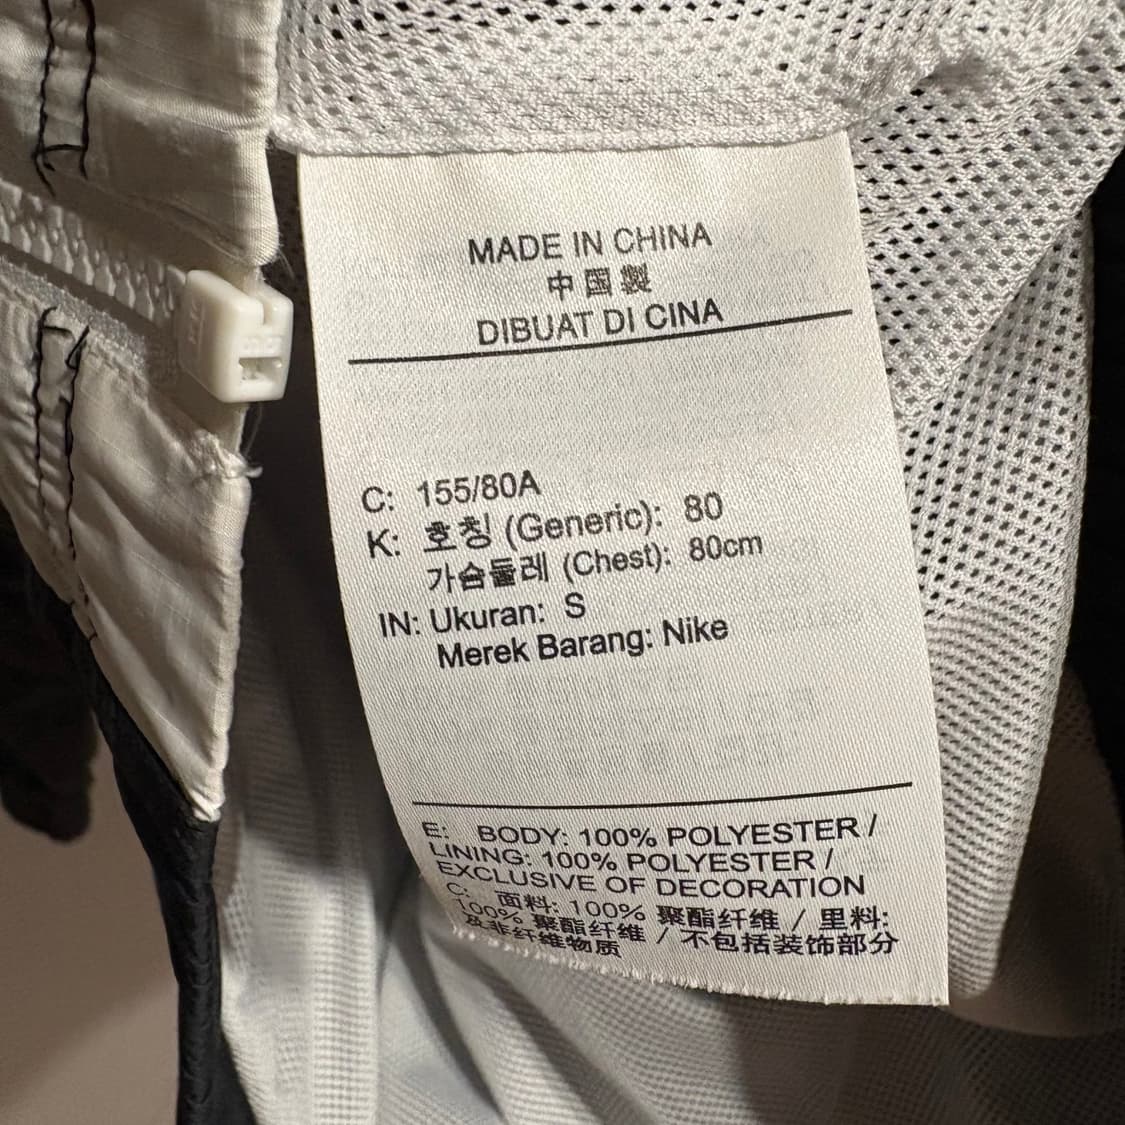 MADE IN CHINA
中国製
DIBUAT DI CINA
C: 155/80A
K: 호칭 (Generic): 80
가슴둘레 (Chest): 80cm
IN: Ukuran: S
Merek Barang: Nike
E: BODY: 100% POLYESTER /
LINING: 100% POLYESTER /
EXCLUSIVE OF DECORATION
C: 面料: 100% 聚酯纤维 / 里料:
100% 聚酯纤维 / 不包括装饰部分
及非纤维物质